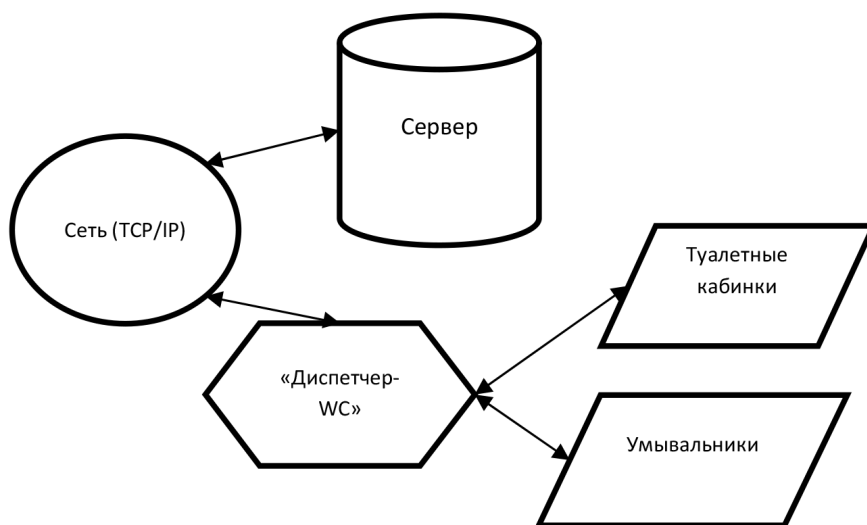 Сервер
Сеть (TCP/IP)
Туалетные
кабинки
«Диспетчер-
WC»
Умывальники